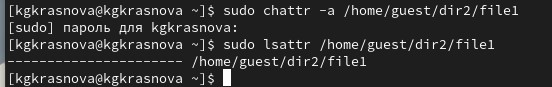 [kgkrasnova@kgkrasnova ~]$ sudo chattr -a /home/guest/dir2/file1
[sudo] пароль для kgkrasnova:
[kgkrasnova@kgkrasnova ~]$ sudo lsattr /home/guest/dir2/file1
---------------------- /home/guest/dir2/file1
[kgkrasnova@kgkrasnova ~]$